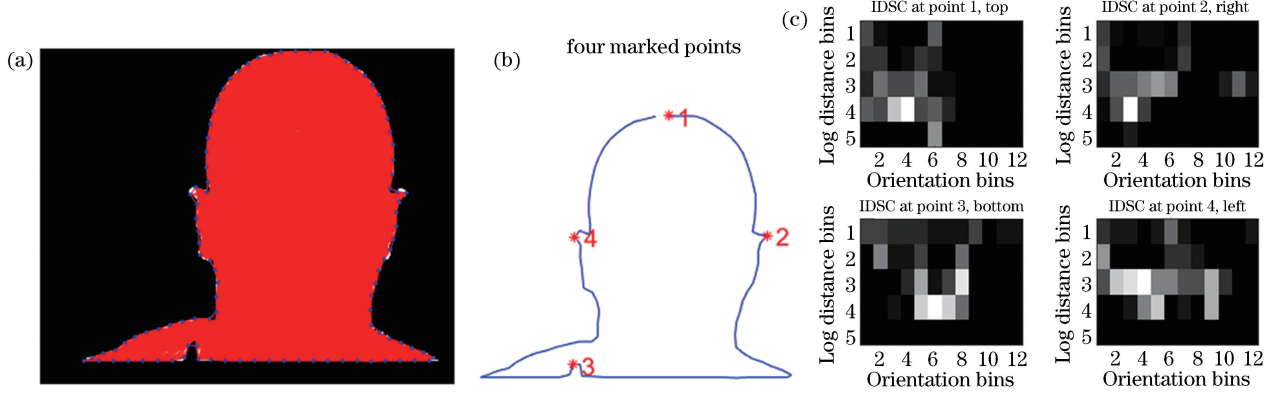 (a)
(b)
four marked points
1
2
3
4
(c)
IDSC at point 1, top
Log distance bins
1
2
3
4
5
2 4 6 8 10 12
Orientation bins
IDSC at point 2, right
Log distance bins
1
2
3
4
5
2 4 6 8 10 12
Orientation bins
IDSC at point 3, bottom
Log distance bins
1
2
3
4
5
2 4 6 8 10 12
Orientation bins
IDSC at point 4, left
Log distance bins
1
2
3
4
5
2 4 6 8 10 12
Orientation bins